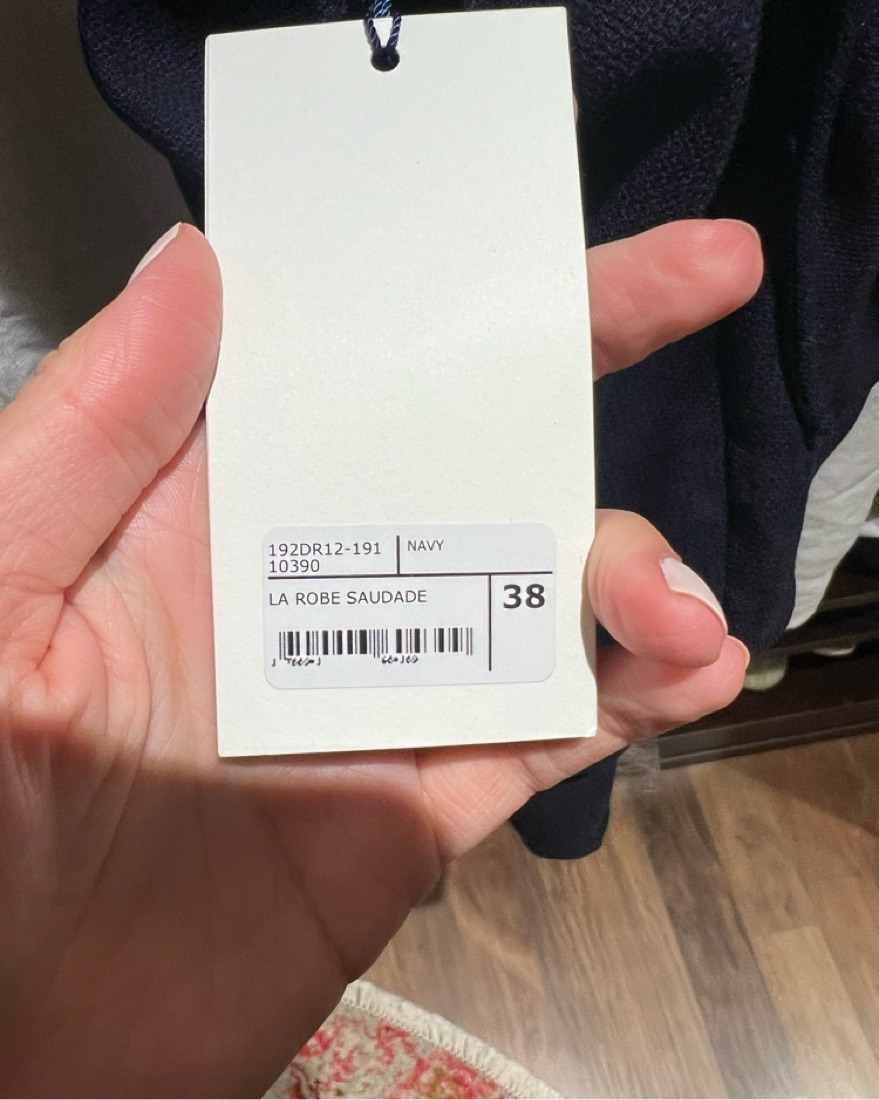 192DR12-191
10390
NAVY
LA ROBE SAUDADE
38